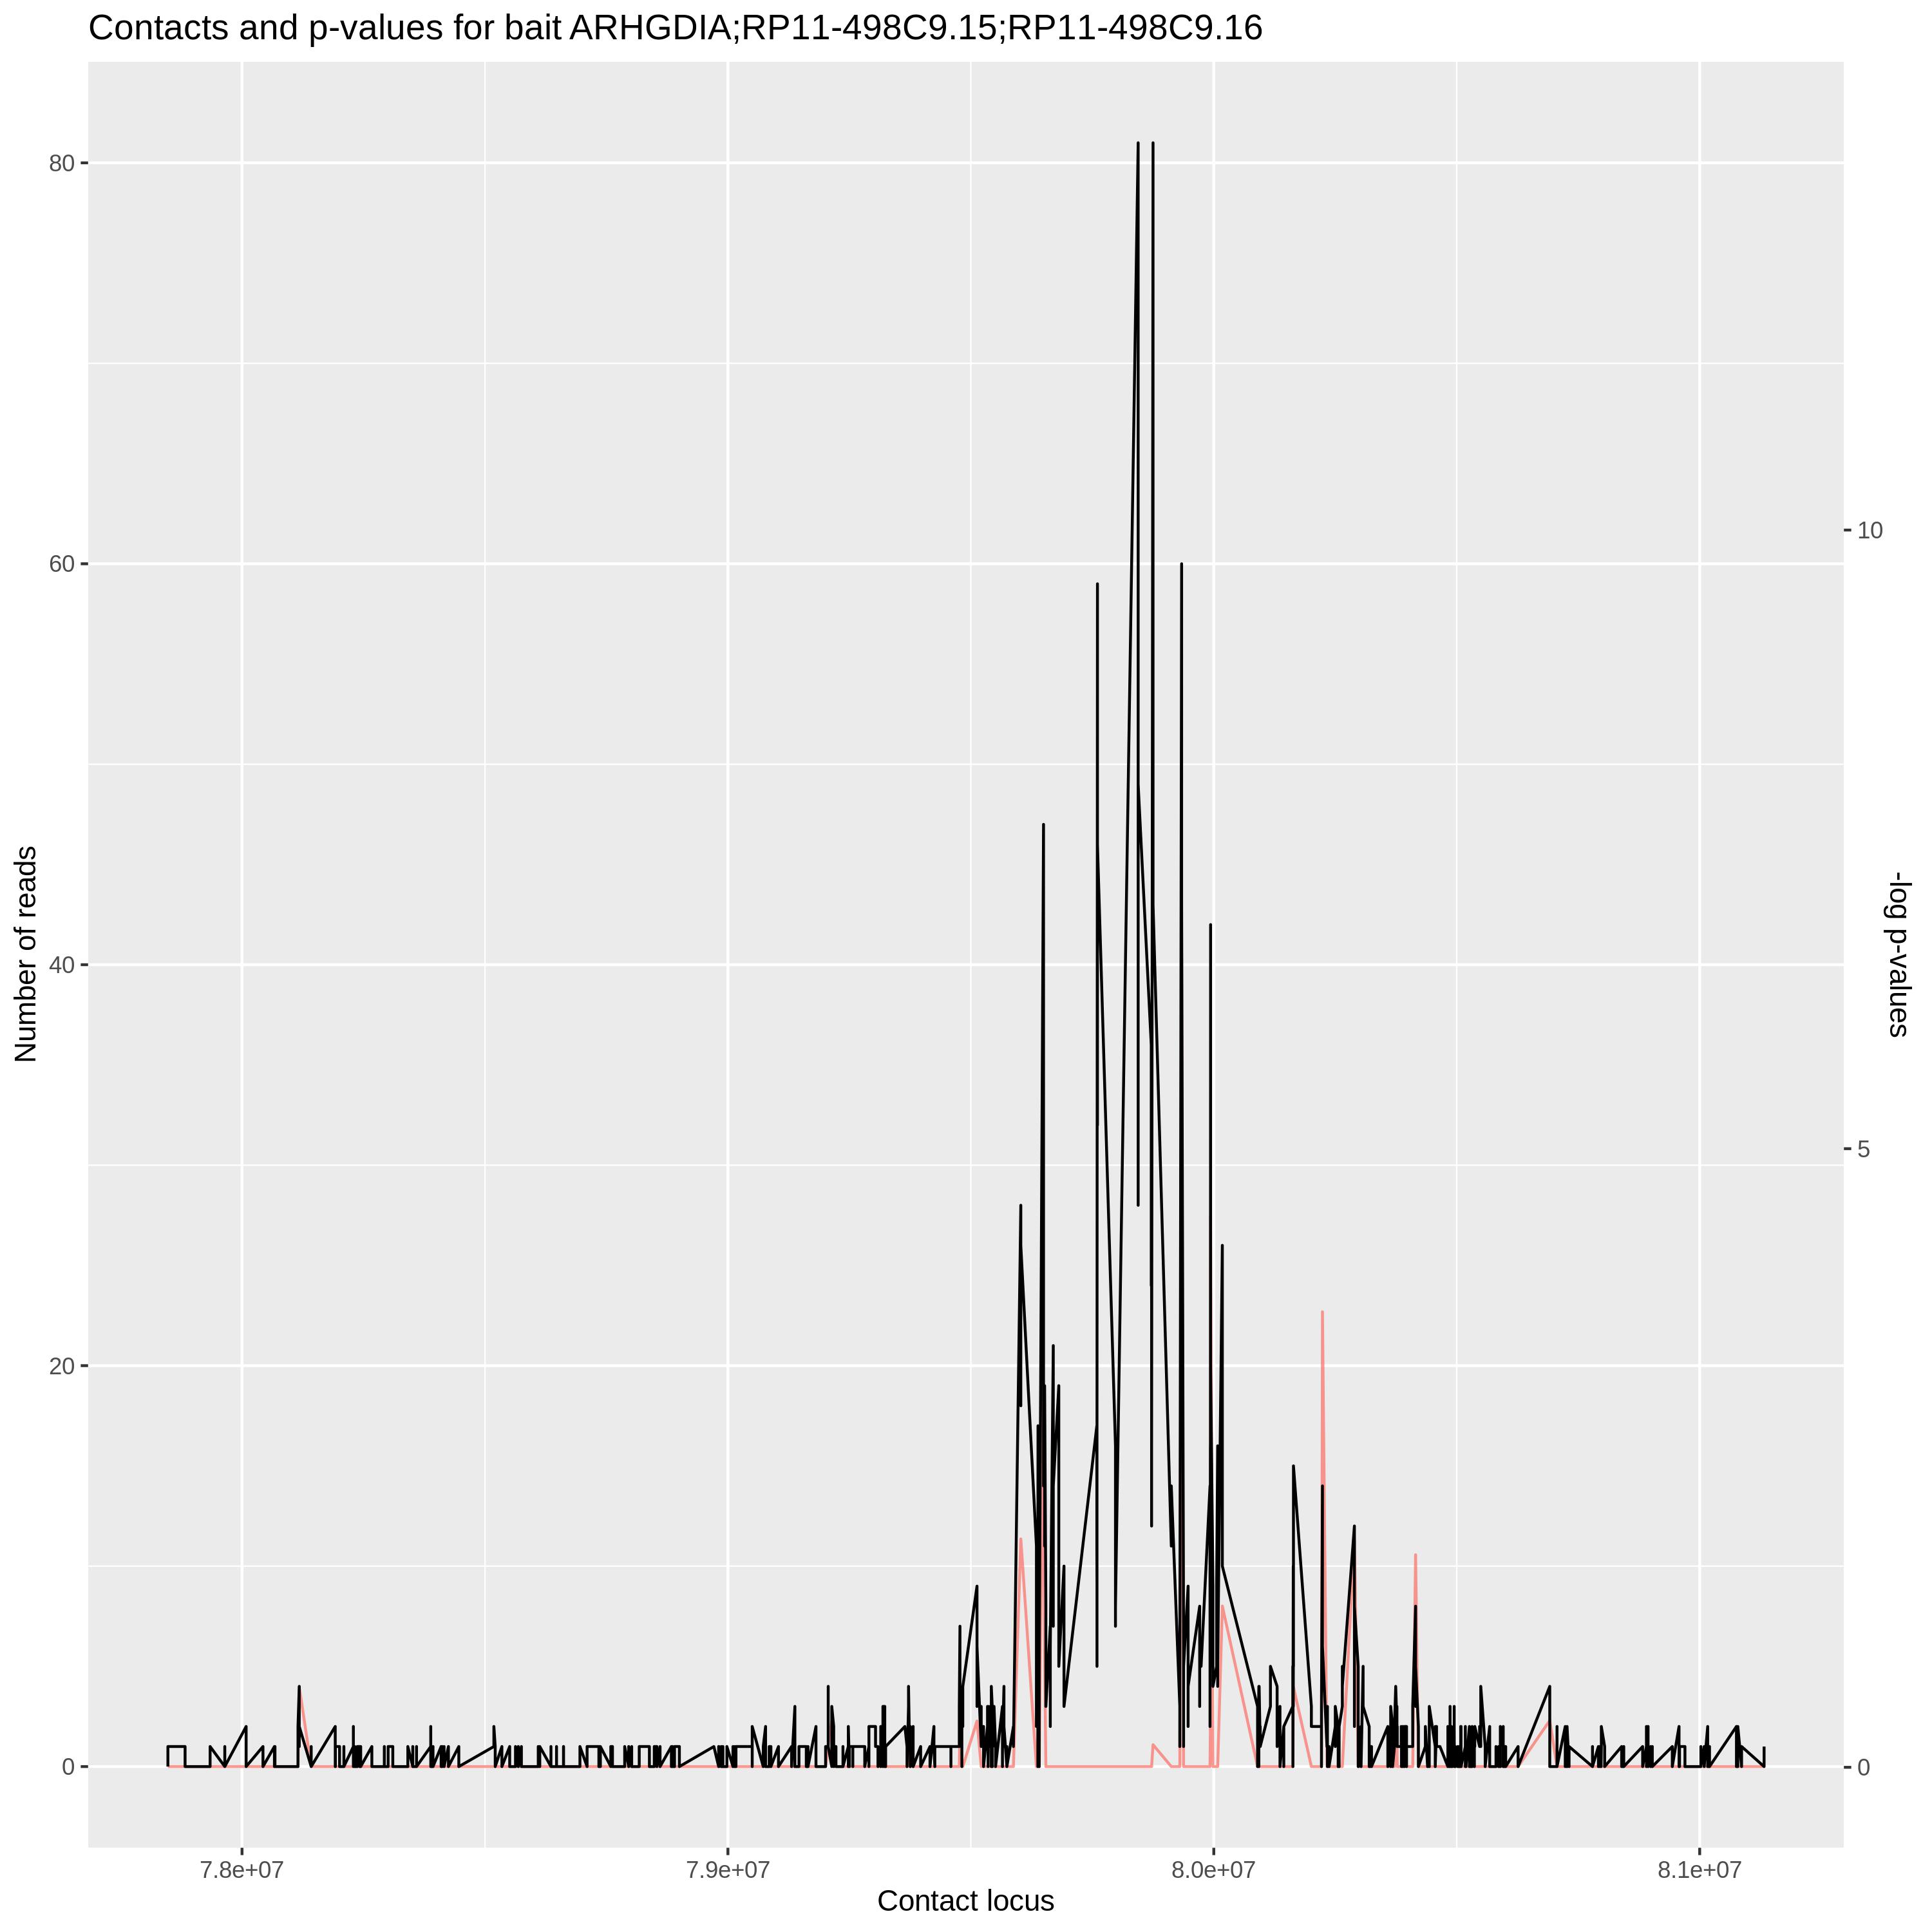 Contacts and p-values for bait ARHGDIA;RP11-498C9.15;RP11-498C9.16
80
60
40
20
0
Number of reads
10
5
0
-log p-values
7.8e+07 7.9e+07 8.0e+07 8.1e+07
Contact locus